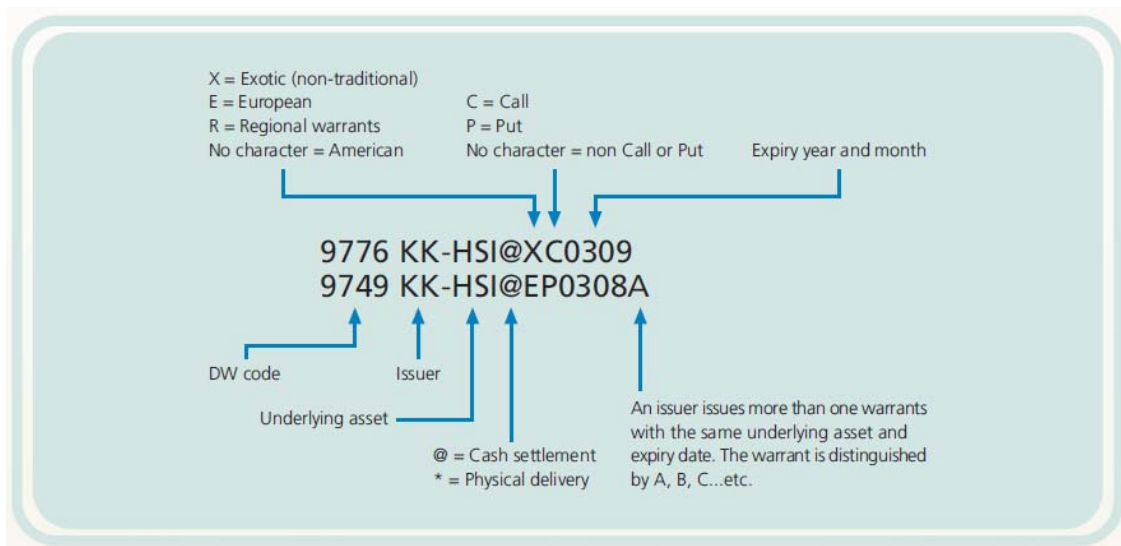 X = Exotic (non-traditional)
E = European
R = Regional warrants
No character = American
C = Call
P = Put
No character = non Call or Put
Expiry year and month
9776 KK-HSI@XC0309
9749 KK-HSI@EP0308A
DW code
Issuer
Underlying asset
@ = Cash settlement
* = Physical delivery
An issuer issues more than one warrants
with the same underlying asset and
expiry date. The warrant is distinguished
by A, B, C...etc.